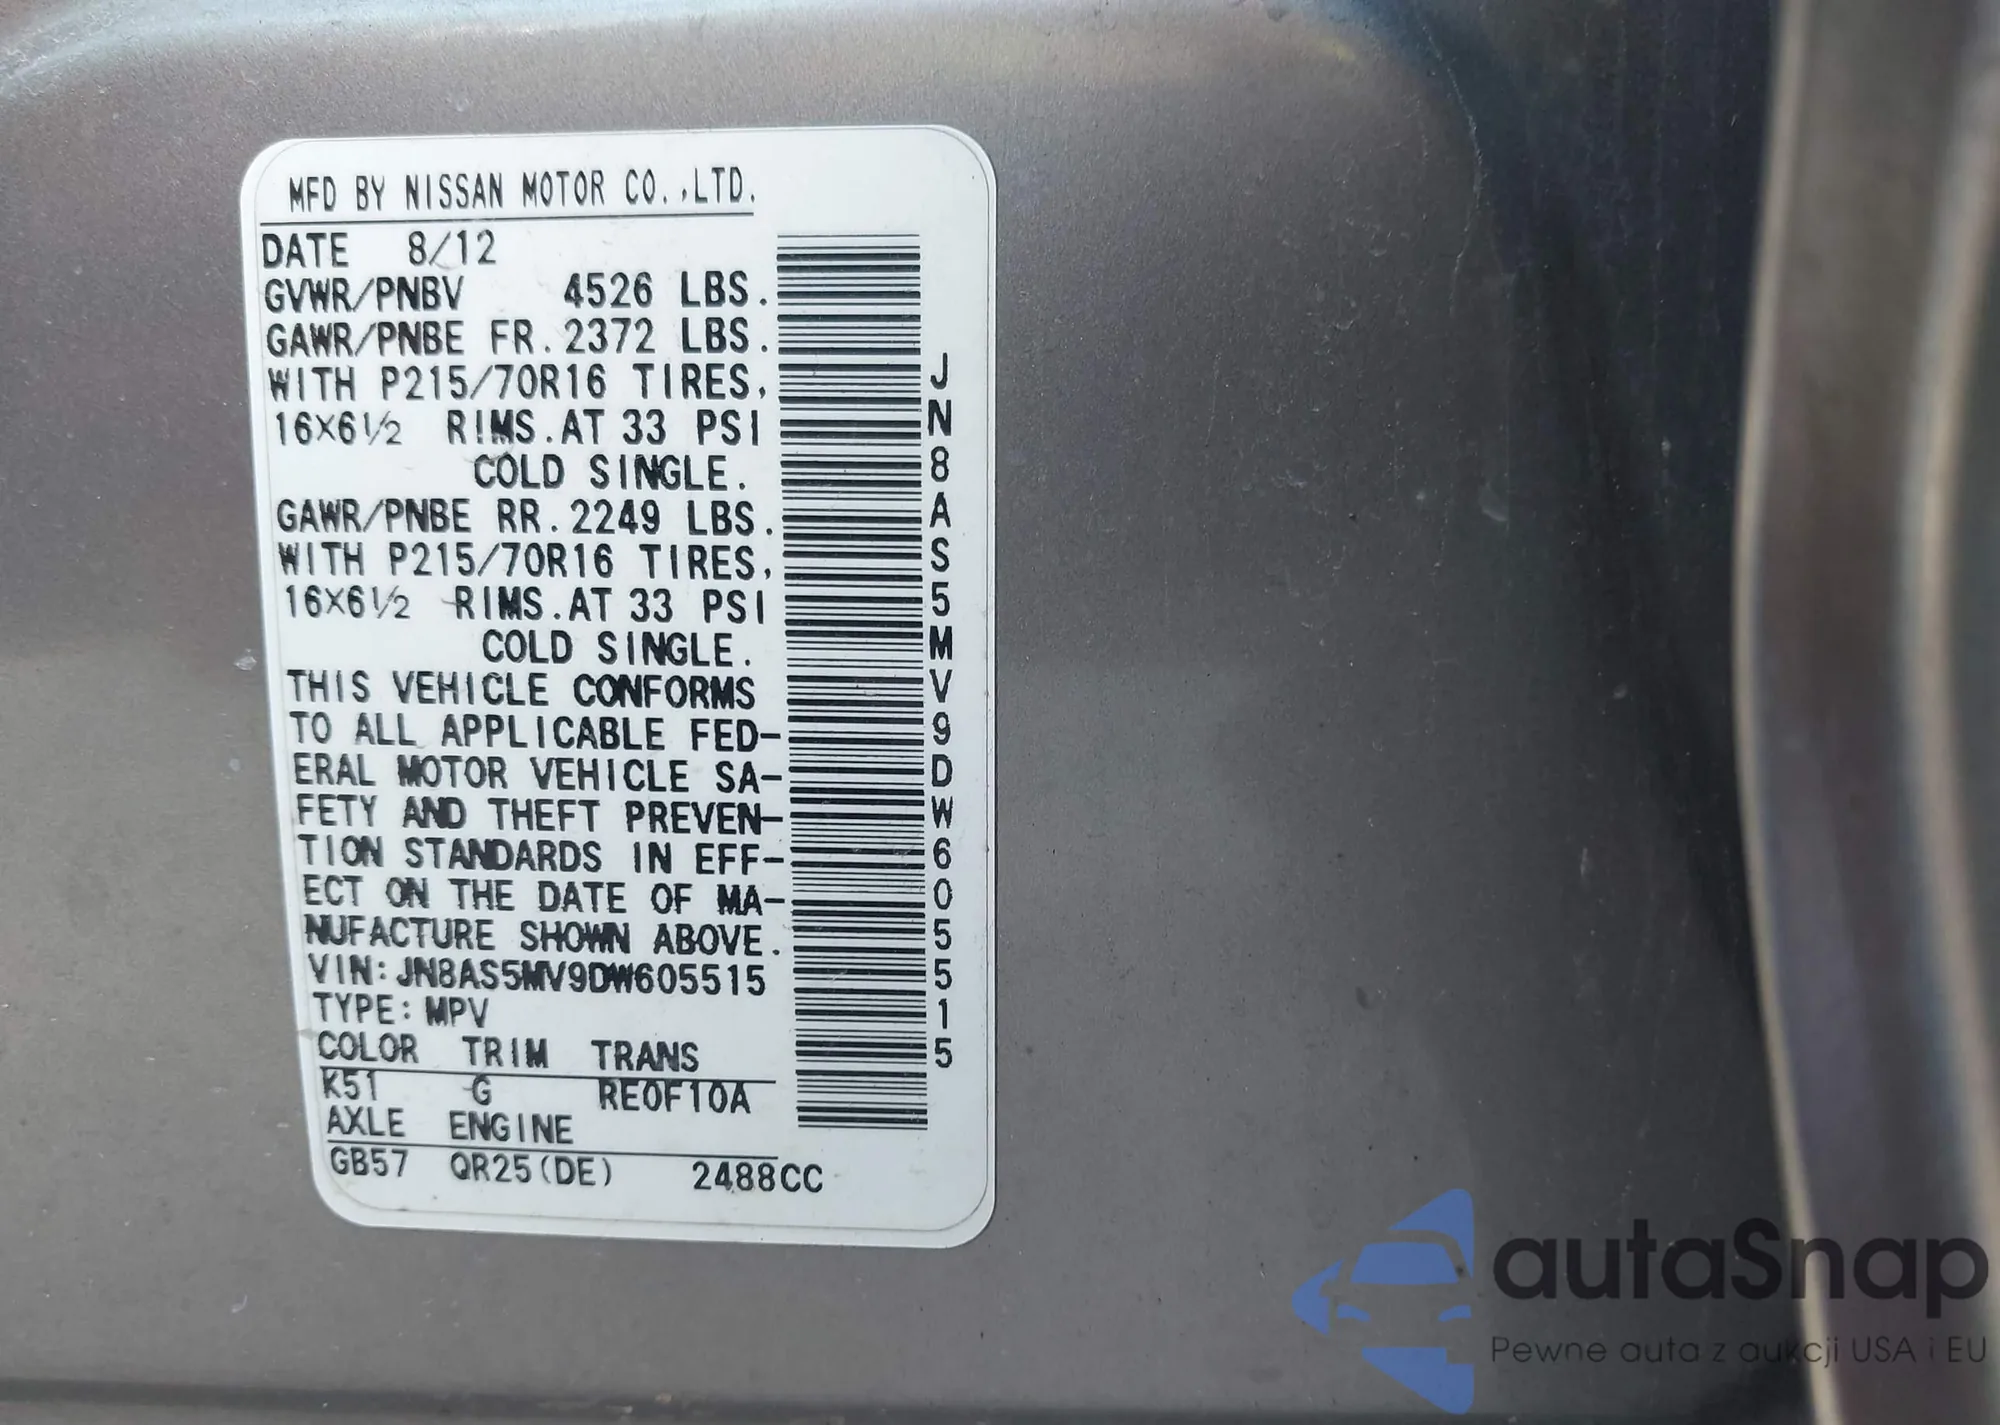 MFD BY NISSAN MOTOR CO.,LTD.
DATE 8/12
GVWR/PNBV 4526 LBS.
GAWR/PNBE FR. 2372 LBS.
WITH P215/70R16 TIRES,
16X6 1/2 RIMS. AT 33 PSI
COLD SINGLE.
GAWR/PNBE RR. 2249 LBS.
WITH P215/70R16 TIRES,
16X6 1/2 RIMS. AT 33 PSI
COLD SINGLE.
THIS VEHICLE CONFORMS
TO ALL APPLICABLE FED-
ERAL MOTOR VEHICLE SA-
FETY AND THEFT PREVEN-
TION STANDARDS IN EFF-
ECT ON THE DATE OF MA-
NUFACTURE SHOWN ABOVE.
VIN: JN8AS5MV9DW605515
TYPE: MPV
COLOR TRIM TRANS
K51 G RE0F10A
AXLE ENGINE
GB57 QR25(DE) 2488CC
JN8AS5MV9DW605515
autaSnap
Pewne auta z aukcji USA i EU